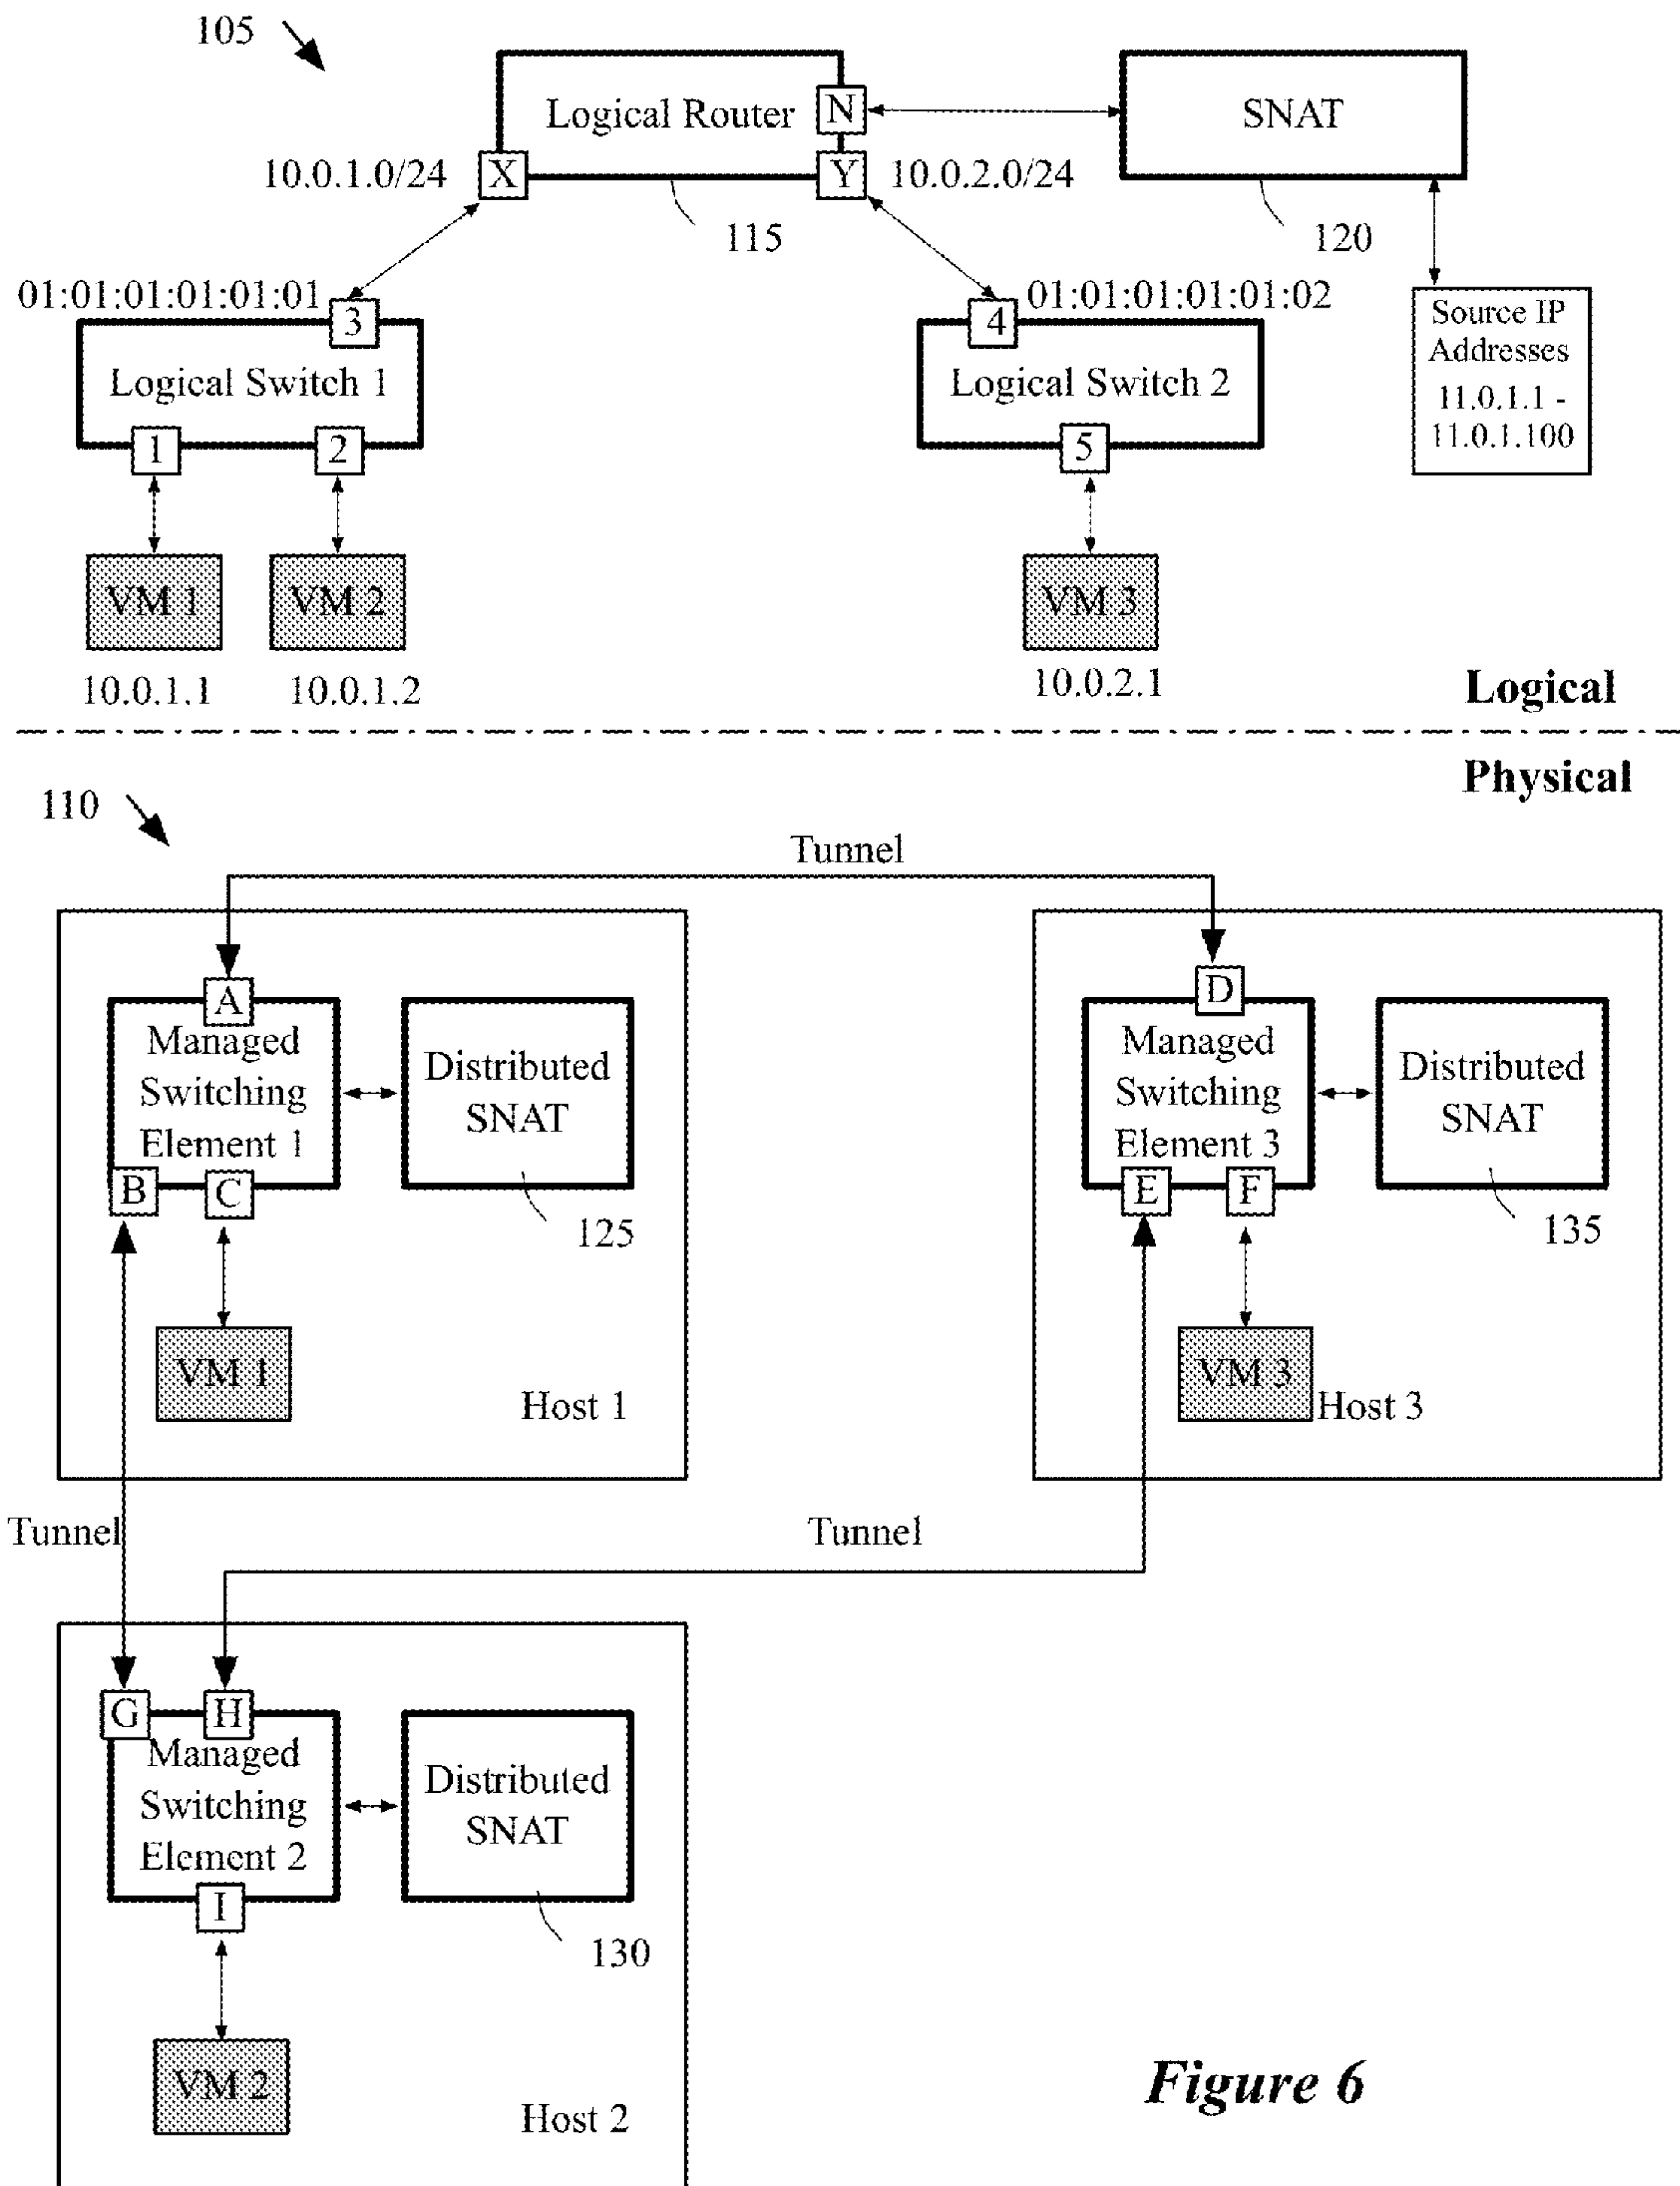 105
Logical Router
N
SNAT
10.0.1.0/24
X
Y
10.0.2.0/24
115
120
01:01:01:01:01:01
3
4
01:01:01:01:01:02
Source IP
Addresses
11.0.1.1 -
11.0.1.100
Logical Switch 1
Logical Switch 2
1
2
5
VM 1
VM 2
VM 3
10.0.1.1
10.0.1.2
10.0.2.1
Logical
Physical
110
Tunnel
A
Managed
Switching
Element 1
Distributed
SNAT
B
C
125
VM 1
Host 1
D
Managed
Switching
Element 3
Distributed
SNAT
E
F
135
VM 3
Host 3
Tunnel
Tunnel
G
H
Managed
Switching
Element 2
Distributed
SNAT
I
130
VM 2
Host 2
Figure 6